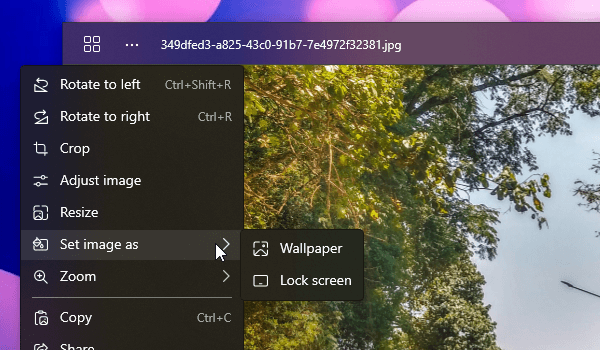 349dfed3-a825-43c0-91b7-7e4972f32381.jpg
Rotate to left Ctrl+Shift+R
Rotate to right Ctrl+R
Crop
Adjust image
Resize
Set image as
Wallpaper
Zoom
Lock screen
Copy Ctrl+C
Share